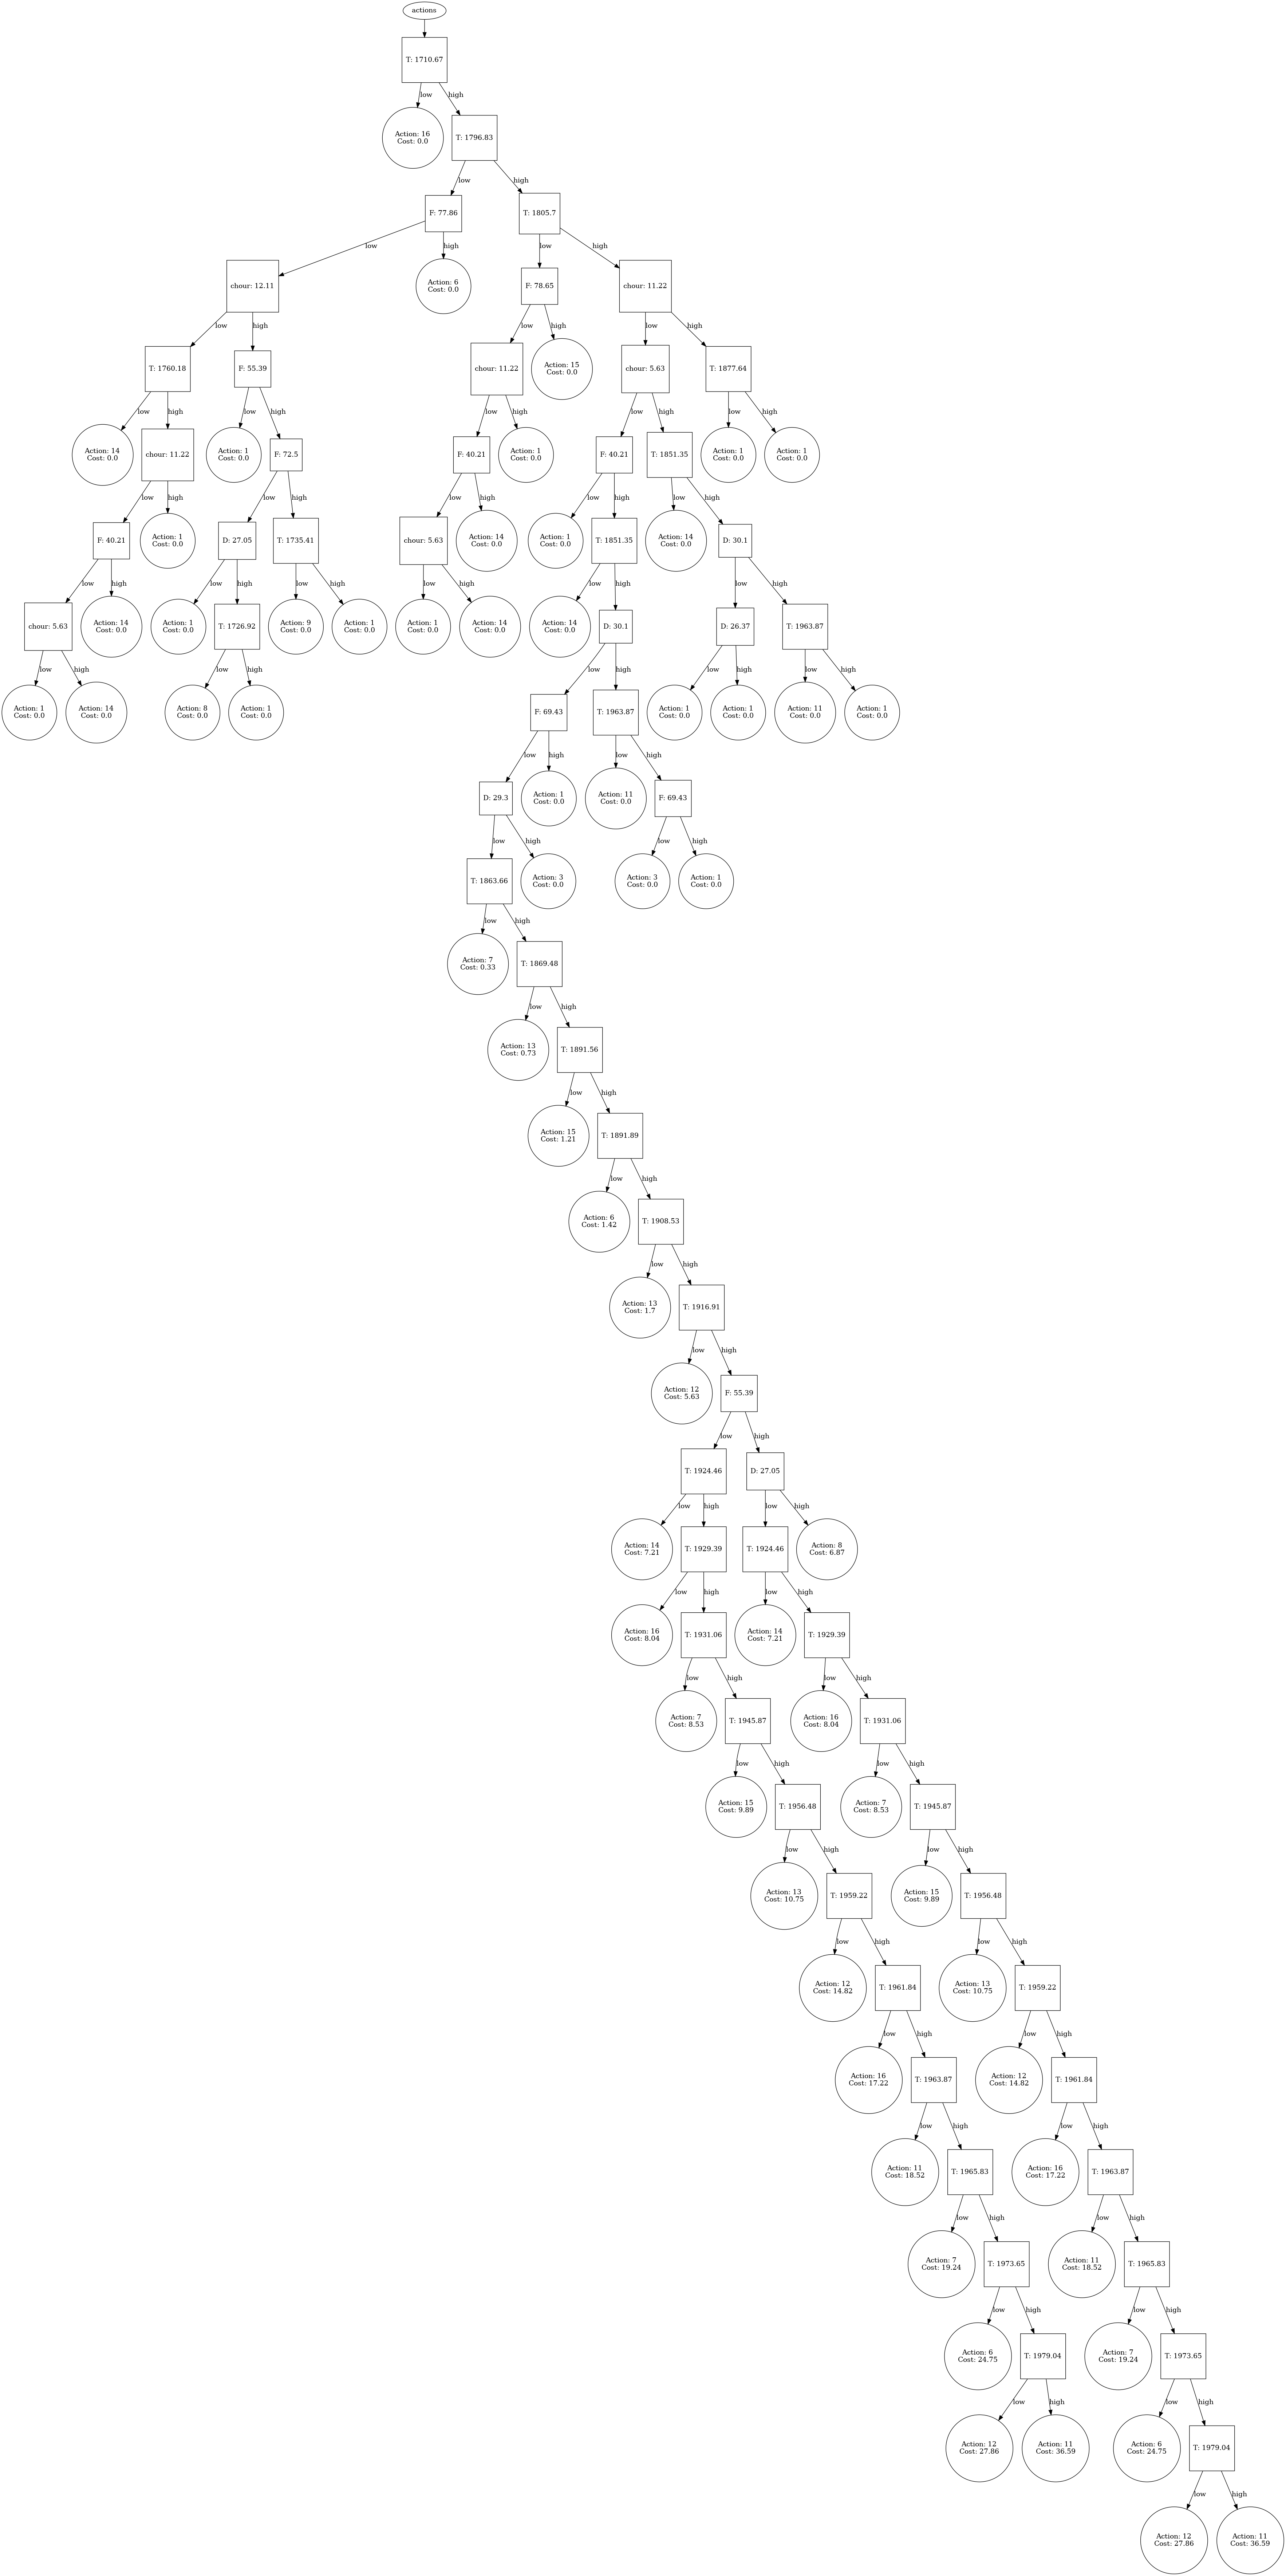 actions
T: 1710.67
low
high
Action: 16
Cost: 0.0
T: 1796.83
low
high
F: 77.86
T: 1805.7
low
high
low
high
chour: 12.11
Action: 6
Cost: 0.0
F: 78.65
chour: 11.22
low
high
low
high
low
high
T: 1760.18
F: 55.39
chour: 11.22
Action: 15
Cost: 0.0
chour: 5.63
T: 1877.64
low
high
low
high
low
high
low
high
low
high
Action: 14
Cost: 0.0
chour: 11.22
Action: 1
Cost: 0.0
F: 72.5
F: 40.21
Action: 1
Cost: 0.0
F: 40.21
T: 1851.35
Action: 1
Cost: 0.0
Action: 1
Cost: 0.0
low
high
low
high
low
high
low
high
low
high
F: 40.21
Action: 1
Cost: 0.0
D: 27.05
T: 1735.41
chour: 5.63
Action: 14
Cost: 0.0
Action: 1
Cost: 0.0
T: 1851.35
Action: 14
Cost: 0.0
D: 30.1
low
high
low
high
low
high
low
high
low
high
low
high
chour: 5.63
Action: 14
Cost: 0.0
Action: 1
Cost: 0.0
T: 1726.92
Action: 9
Cost: 0.0
Action: 1
Cost: 0.0
Action: 1
Cost: 0.0
Action: 14
Cost: 0.0
Action: 14
Cost: 0.0
D: 30.1
D: 26.37
T: 1963.87
low
high
low
high
low
high
low
high
low
high
Action: 1
Cost: 0.0
Action: 14
Cost: 0.0
Action: 8
Cost: 0.0
Action: 1
Cost: 0.0
F: 69.43
T: 1963.87
Action: 1
Cost: 0.0
Action: 1
Cost: 0.0
Action: 11
Cost: 0.0
Action: 1
Cost: 0.0
low
high
low
high
D: 29.3
Action: 1
Cost: 0.0
Action: 11
Cost: 0.0
F: 69.43
low
high
low
high
T: 1863.66
Action: 3
Cost: 0.0
Action: 3
Cost: 0.0
Action: 1
Cost: 0.0
low
high
Action: 7
Cost: 0.33
T: 1869.48
low
high
Action: 13
Cost: 0.73
T: 1891.56
low
high
Action: 15
Cost: 1.21
T: 1891.89
low
high
Action: 6
Cost: 1.42
T: 1908.53
low
high
Action: 13
Cost: 1.7
T: 1916.91
low
high
Action: 12
Cost: 5.63
F: 55.39
low
high
T: 1924.46
D: 27.05
low
high
low
high
Action: 14
Cost: 7.21
T: 1929.39
T: 1924.46
Action: 8
Cost: 6.87
low
high
low
high
Action: 16
Cost: 8.04
T: 1931.06
Action: 14
Cost: 7.21
T: 1929.39
low
high
low
high
Action: 7
Cost: 8.53
T: 1945.87
Action: 16
Cost: 8.04
T: 1931.06
low
high
low
high
Action: 15
Cost: 9.89
T: 1956.48
Action: 7
Cost: 8.53
T: 1945.87
low
high
low
high
Action: 13
Cost: 10.75
T: 1959.22
Action: 15
Cost: 9.89
T: 1956.48
low
high
low
high
Action: 12
Cost: 14.82
T: 1961.84
Action: 13
Cost: 10.75
T: 1959.22
low
high
low
high
Action: 16
Cost: 17.22
T: 1963.87
Action: 12
Cost: 14.82
T: 1961.84
low
high
low
high
Action: 11
Cost: 18.52
T: 1965.83
Action: 16
Cost: 17.22
T: 1963.87
low
high
low
high
Action: 7
Cost: 19.24
T: 1973.65
Action: 11
Cost: 18.52
T: 1965.83
low
high
low
high
Action: 6
Cost: 24.75
T: 1979.04
Action: 7
Cost: 19.24
T: 1973.65
low
high
low
high
Action: 12
Cost: 27.86
Action: 11
Cost: 36.59
Action: 6
Cost: 24.75
T: 1979.04
low
high
Action: 12
Cost: 27.86
Action: 11
Cost: 36.59